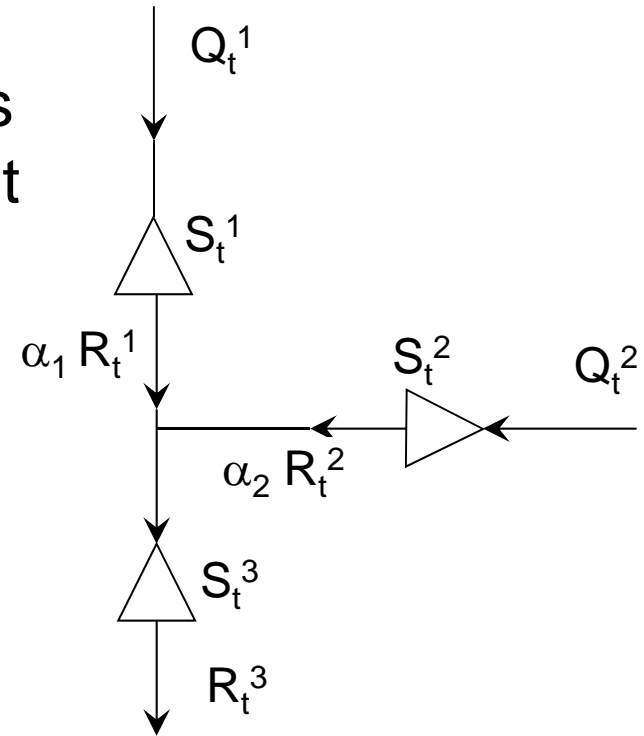 Q_t^1
s
t
S_t^1
α_1 R_t^1
S_t^2
Q_t^2
α_2 R_t^2
S_t^3
R_t^3